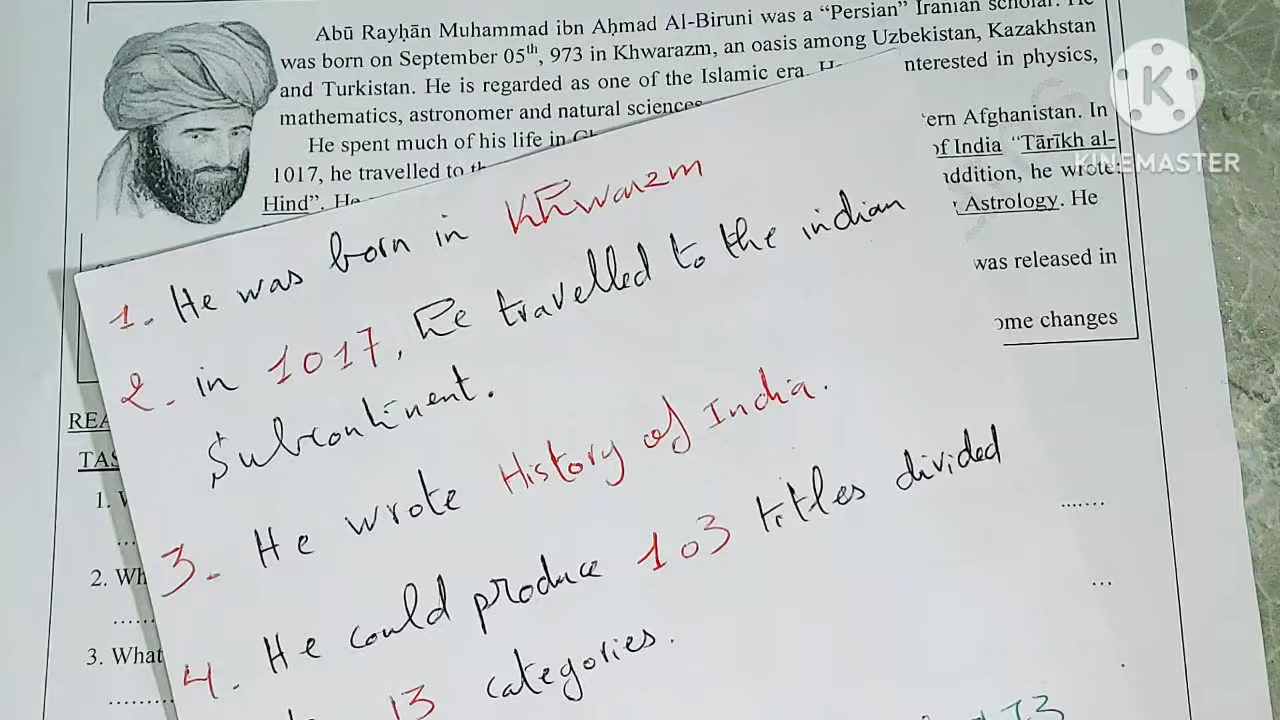 Abū Rayḥān Muhammad ibn Aḥmad Al-Biruni was a "Persian" Iranian scholar. He
was born on September 05th, 973 in Khwarazm, an oasis among Uzbekistan, Kazakhstan
and Turkistan. He is regarded as one of the Islamic era. nterested in physics,
mathematics, astronomer and natural sciences
He spent much of his life in ern Afghanistan. In
1017, he travelled to of India "Tārīkh al-
Hind". He addition, he wrote:
Astrology. He
was released in
ome changes
K
KINEMASTER
1. He was born in Khwarzm
2. in 1017, he travelled to the indian
Subcontinent.
3. He wrote History of India.
4. He could produce 103 titles divided
13 categories.
REA
TAS
1. W
...
.......
2. Wh
......
...
3. What
.........